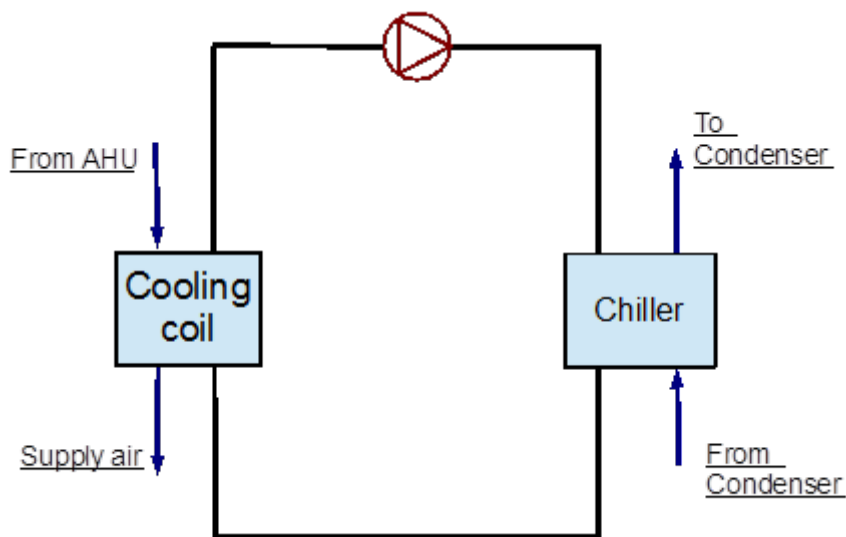 To
Condenser
From AHU
Cooling
coil
Chiller
Supply air
From
Condenser